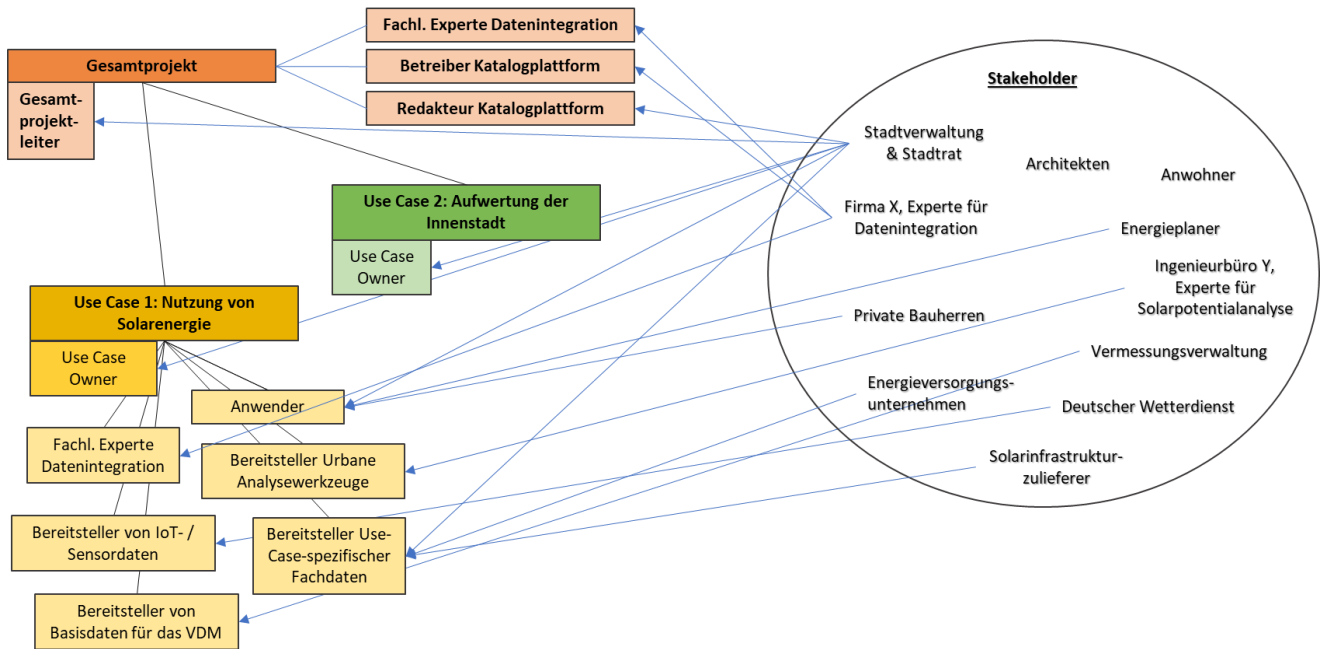 Fachl. Experte Datenintegration
Gesamtprojekt
Betreiber Katalogplattform
Redakteur Katalogplattform
Gesamt-
projekt-
leiter
Use Case 2: Aufwertung der
Innenstadt
Use Case
Owner
Use Case 1: Nutzung von
Solarenergie
Use Case
Owner
Anwender
Fachl. Experte
Datenintegration
Bereitsteller Urbane
Analysewerkzeuge
Bereitsteller von IoT- /
Sensordaten
Bereitsteller Use-
Case-spezifischer
Fachdaten
Bereitsteller von
Basisdaten für das VDM
Stakeholder
Stadtverwaltung
& Stadtrat
Architekten
Anwohner
Firma X, Experte für
Datenintegration
Energieplaner
Ingenieurbüro Y,
Experte für
Solarpotentialanalyse
Private Bauherren
Vermessungsverwaltung
Energieversorgungs-
unternehmen
Deutscher Wetterdienst
Solarinfrastruktur-
zulieferer